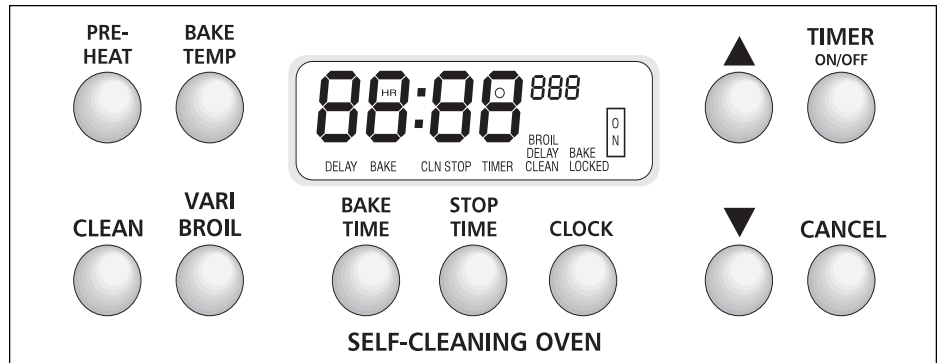 PRE-
HEAT
BAKE
TEMP
88:88
HR
888
O
N
BROIL
DELAY
CLEAN
BAKE
LOCKED
DELAY BAKE CLN STOP TIMER
▲
TIMER
ON/OFF
CLEAN
VARI
BROIL
BAKE
TIME
STOP
TIME
CLOCK
▼
CANCEL
SELF-CLEANING OVEN